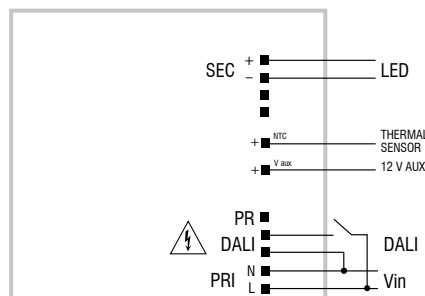 SEC + LED
−
+ NTC THERMAL
SENSOR
+ V aux 12 V AUX
PR
DALI DALI
PRI N Vin
L